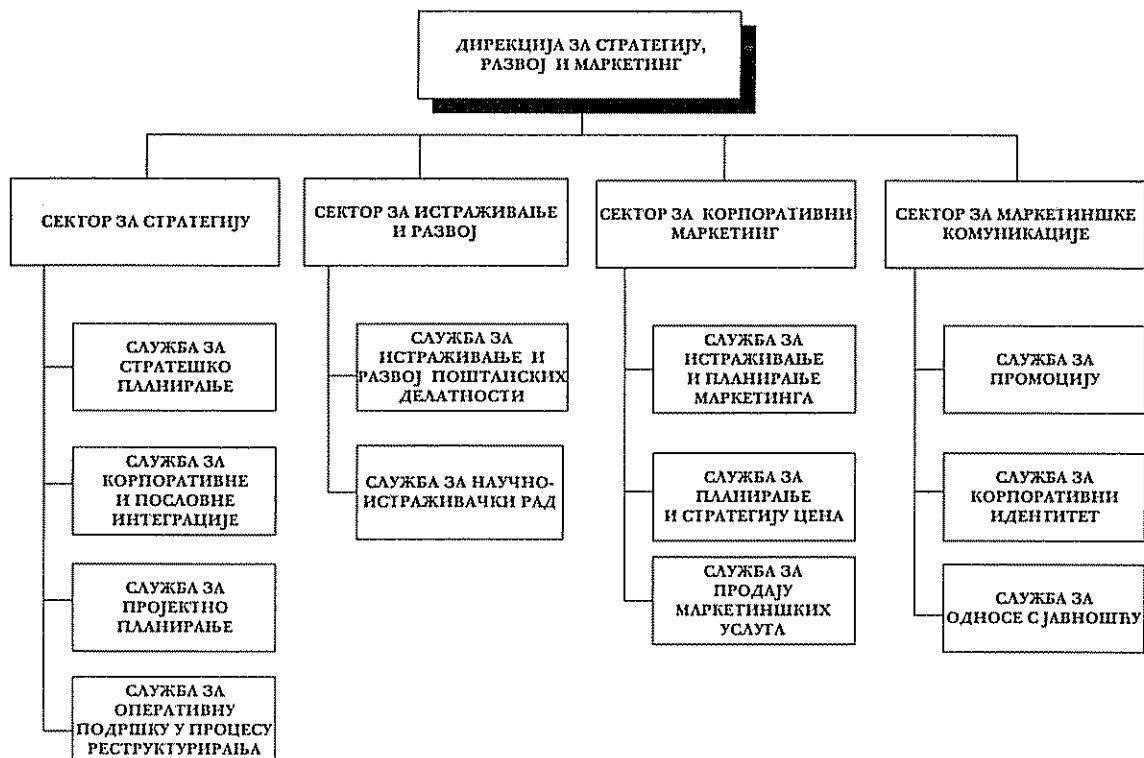 ДИРЕКЦИЈА ЗА СТРАТЕГИЈУ,
РАЗВОЈ И МАРКЕТИНГ
СЕКТОР ЗА СТРАТЕГИЈУ
СЕКТОР ЗА ИСТРАЖИВАЊЕ
И РАЗВОЈ
СЕКТОР ЗА КОРПОРАТИВНИ
МАРКЕТИНГ
СЕКТОР ЗА МАРКЕТИНШКЕ
КОМУНИКАЦИЈЕ
СЛУЖБА ЗА
СТРАТЕШКО
ПЛАНИРАЊЕ
СЛУЖБА ЗА
КОРПОРАТИВНЕ
И ПОСЛОВНЕ
ИНТЕГРАЦИЈЕ
СЛУЖБА ЗА
ПРОЈЕКТНО
ПЛАНИРАЊЕ
СЛУЖБА ЗА
ОПЕРАТИВНУ
ПОДРШКУ У ПРОЦЕСУ
РЕСТРУКТУРИРАЊА
СЛУЖБА ЗА
ИСТРАЖИВАЊЕ И
РАЗВОЈ ПОШТАНСКИХ
ДЕЛАТНОСТИ
СЛУЖБА ЗА НАУЧНО-
ИСТРАЖИВАЧКИ РАД
СЛУЖБА ЗА
ИСТРАЖИВАЊЕ
И ПЛАНИРАЊЕ
МАРКЕТИНГА
СЛУЖБА ЗА
ПЛАНИРАЊЕ
И СТРАТЕГИЈУ ЦЕНА
СЛУЖБА ЗА
ПРОДАЈУ
МАРКЕТИНШКИХ
УСЛУГА
СЛУЖБА ЗА
ПРОМОЦИЈУ
СЛУЖБА ЗА
КОРПОРАТИВНИ
ИДЕНТИТЕТ
СЛУЖБА ЗА
ОДНОСЕ С ЈАВНОШЋУ